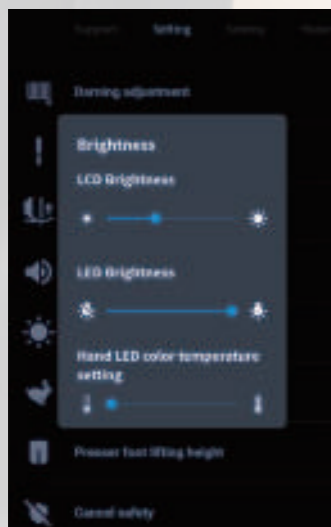 Support Setting
Darning adjustment
Brightness
LCD Brightness
LED Brightness
Hand LED color temperature
setting
Presser foot lifting height
Cancel safety